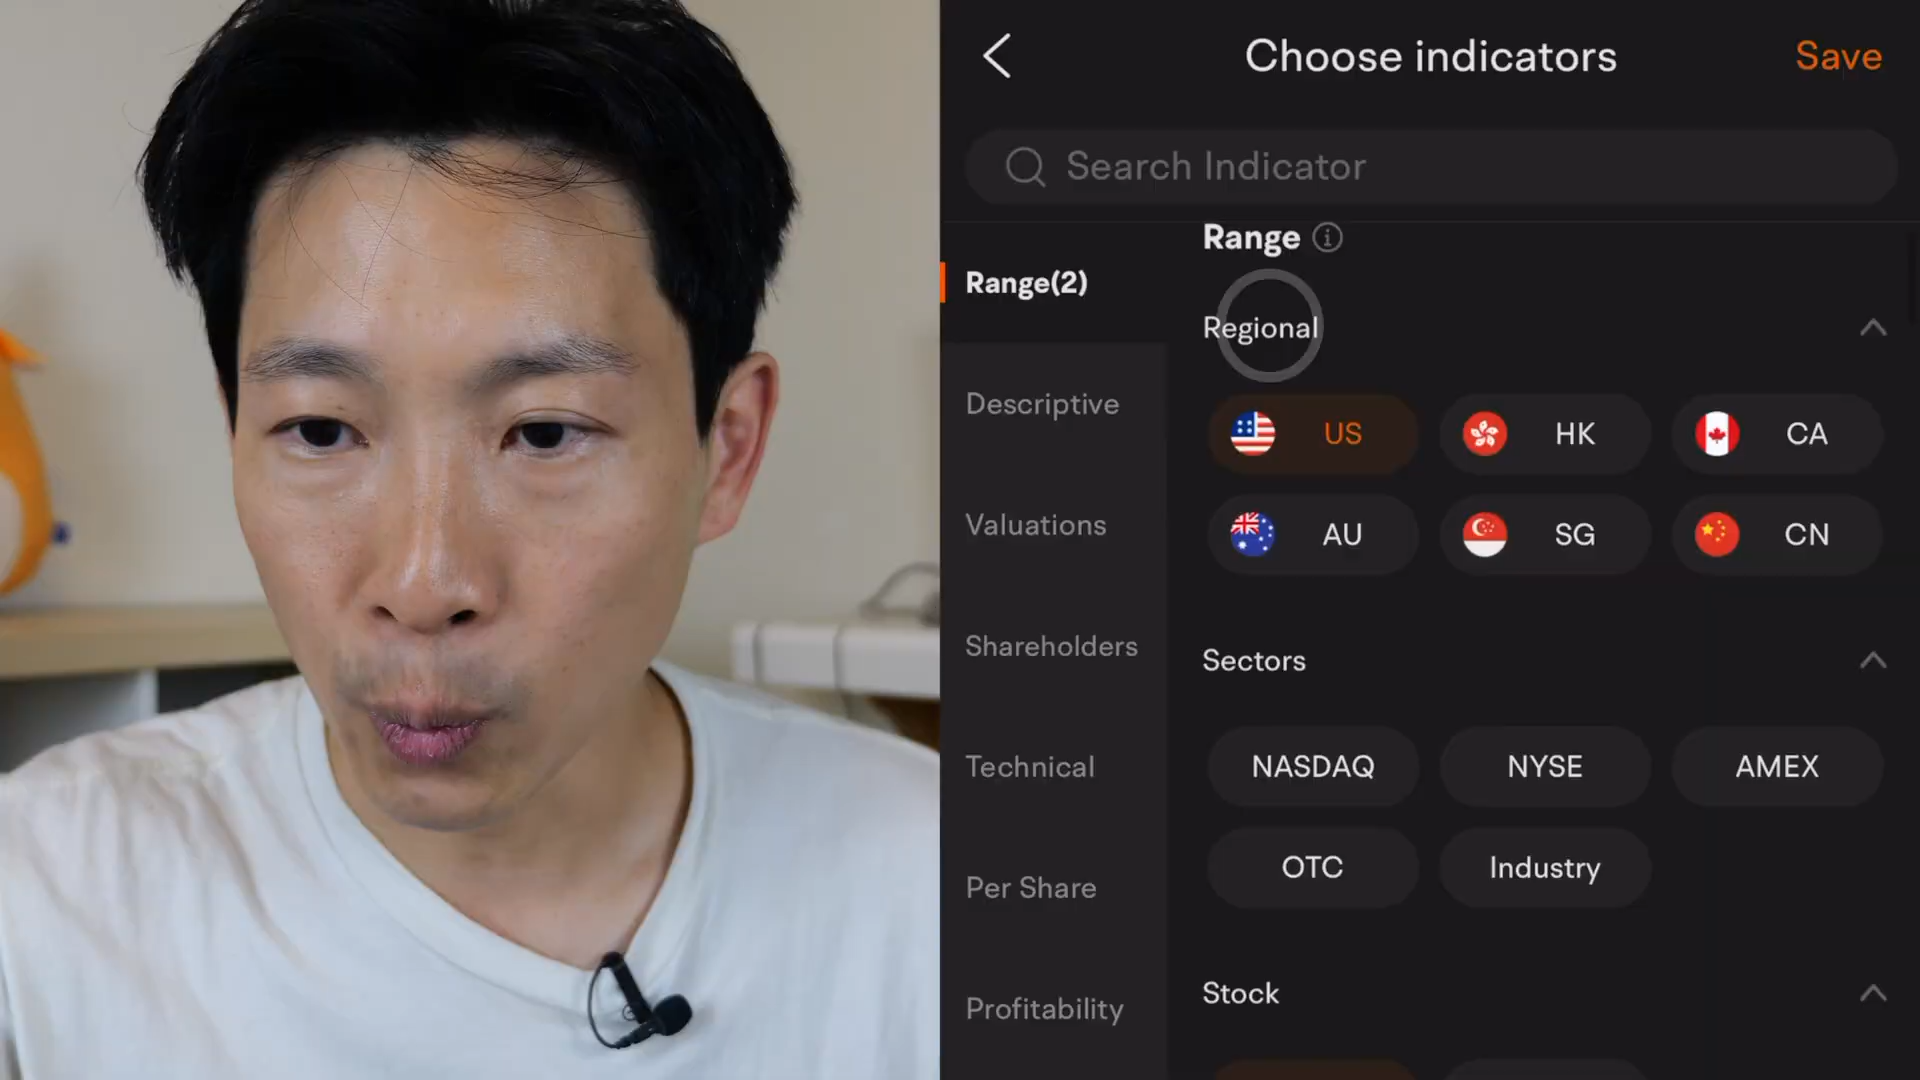 Choose indicators
Save
Search Indicator
Range(2)
Descriptive
Valuations
Shareholders
Technical
Per Share
Profitability
Range
Regional
US
HK
CA
AU
SG
CN
Sectors
NASDAQ
NYSE
AMEX
OTC
Industry
Stock